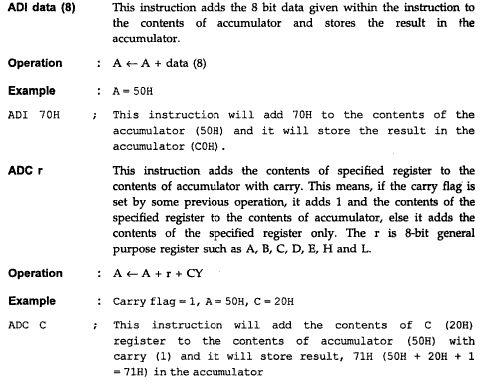 ADI data (8) This instruction adds the 8 bit data given within the instruction to
the contents of accumulator and stores the result in the
accumulator.
Operation : A ← A + data (8)
Example : A = 50H
ADI 70H ; This instruction will add 70H to the contents of the
accumulator (50H) and it will store the result in the
accumulator (C0H).
ADC r This instruction adds the contents of specified register to the
contents of accumulator with carry. This means, if the carry flag is
set by some previous operation, it adds 1 and the contents of the
specified register to the contents of accumulator, else it adds the
contents of the specified register only. The r is 8-bit general
purpose register such as A, B, C, D, E, H and L.
Operation : A ← A + r + CY
Example : Carry flag = 1, A = 50H, C = 20H
ADC C ; This instruction will add the contents of C (20H)
register to the contents of accumulator (50H) with
carry (1) and it will store result, 71H (50H + 20H + 1
= 71H) in the accumulator